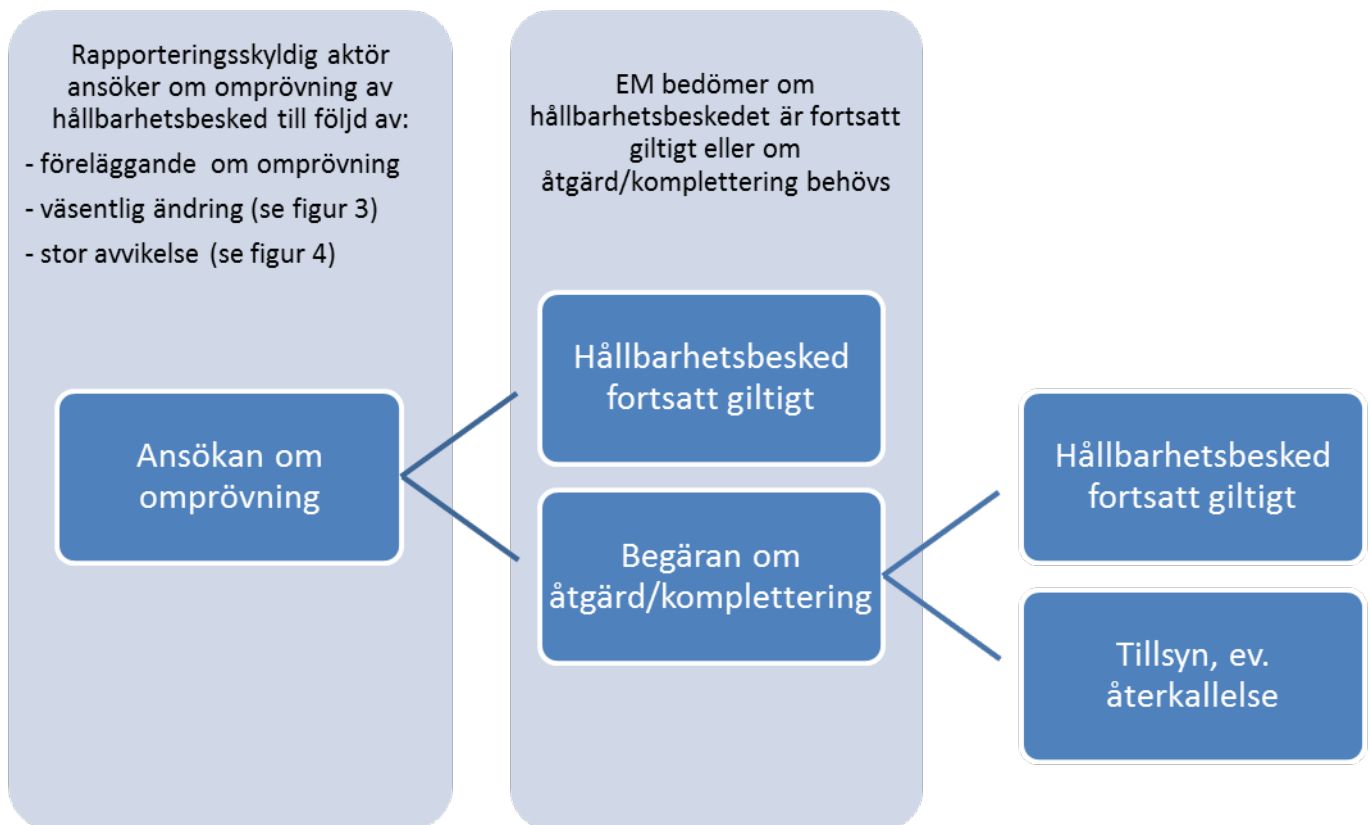 Rapporteringsskyldig aktör
ansöker om omprövning av
hållbarhetsbesked till följd av:
- föreläggande om omprövning
- väsentlig ändring (se figur 3)
- stor avvikelse (se figur 4)
Ansökan om
omprövning
EM bedömer om
hållbarhetsbeskedet är fortsatt
giltigt eller om
åtgärd/komplettering behövs
Hållbarhetsbesked
fortsatt giltigt
Begäran om
åtgärd/komplettering
Hållbarhetsbesked
fortsatt giltigt
Tillsyn, ev.
återkallelse